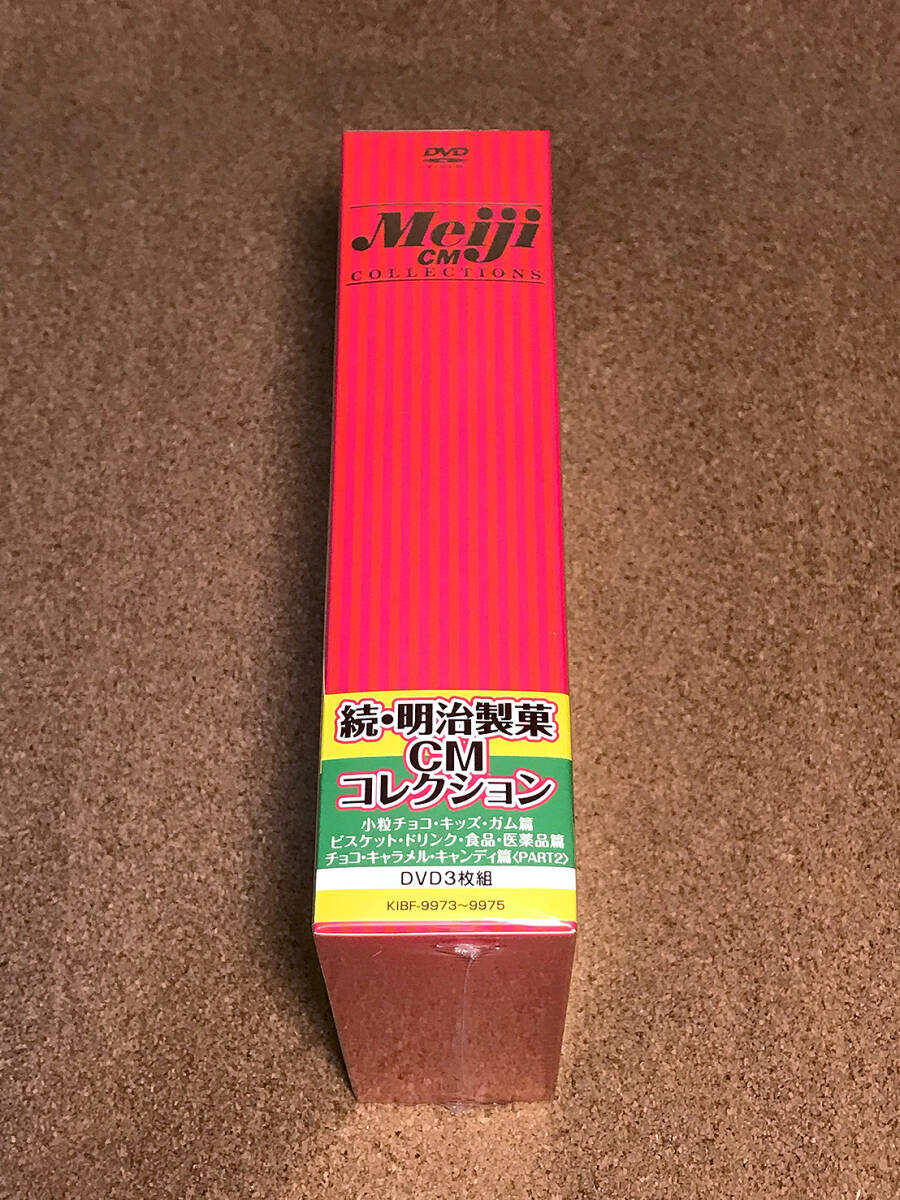 DVD
VIDEO
Meiji
CM
COLLECTIONS
続・明治製菓
CM
コレクション
小粒チョコ・キッズ・ガム篇
ビスケット・ドリンク・食品・医薬品篇
チョコ・キャラメル・キャンディ篇〈PART2〉
DVD3枚組
KIBF-9973~9975